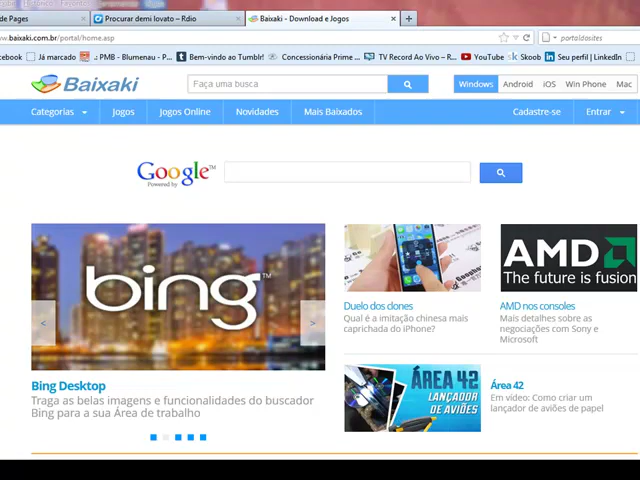 de Pages
Procurar demi lovato – Rdio
Baixaki - Download e Jogos
.baixaki.com.br/portal/home.asp
portaldosites
cebook
Já marcado
.: PMB - Blumenau - P...
Bem-vindo ao Tumblr!
Concessionária Prime ...
TV Record Ao Vivo – R...
YouTube
Skoob
Seu perfil | LinkedIn
Baixaki
Faça uma busca
Windows
Android
iOS
Win Phone
Mac
Categorias
Jogos
Jogos Online
Novidades
Mais Baixados
Cadastre-se
Entrar
Google™
Powered by
bing™
<
>
Bing Desktop
Traga as belas imagens e funcionalidades do buscador
Bing para a sua Área de trabalho
Duelo dos clones
Qual é a imitação chinesa mais
caprichada do iPhone?
AMD
The future is fusion
AMD nos consoles
Mais detalhes sobre as
negociações com Sony e
Microsoft
ÁREA 42
LANÇADOR
DE AVIÕES
Área 42
Em vídeo: Como criar um
lançador de aviões de papel